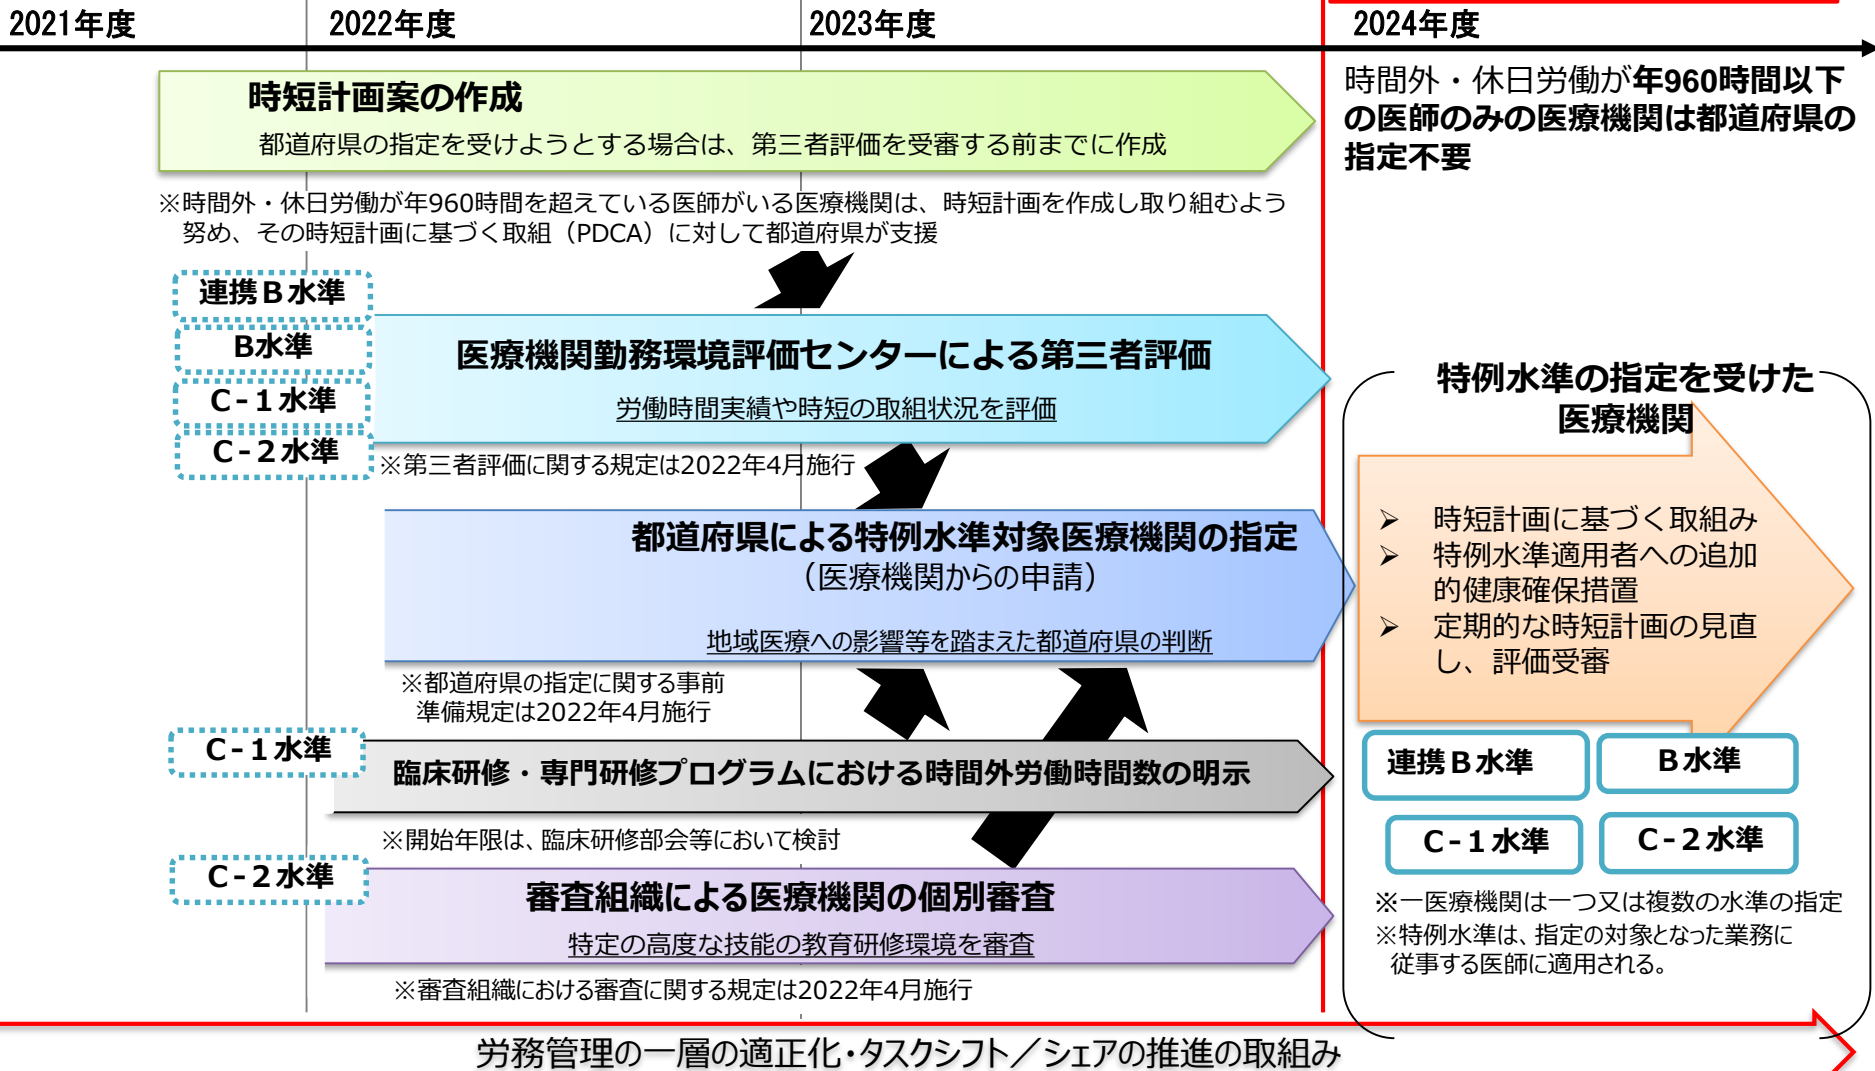 2021年度
2022年度
2023年度
2024年度
時短計画案の作成
都道府県の指定を受けようとする場合は、第三者評価を受審する前までに作成
※時間外・休日労働が年960時間を超えている医師がいる医療機関は、時短計画を作成し取り組むよう
努め、その時短計画に基づく取組（PDCA）に対して都道府県が支援
時間外・休日労働が年960時間以下
の医師のみの医療機関は都道府県の
指定不要
連携Ｂ水準
B水準
C-１水準
C-２水準
医療機関勤務環境評価センターによる第三者評価
労働時間実績や時短の取組状況を評価
※第三者評価に関する規定は2022年4月施行
都道府県による特例水準対象医療機関の指定
（医療機関からの申請）
地域医療への影響等を踏まえた都道府県の判断
※都道府県の指定に関する事前
準備規定は2022年4月施行
C-１水準
臨床研修・専門研修プログラムにおける時間外労働時間数の明示
※開始年限は、臨床研修部会等において検討
C-２水準
審査組織による医療機関の個別審査
特定の高度な技能の教育研修環境を審査
※審査組織における審査に関する規定は2022年4月施行
特例水準の指定を受けた
医療機関
➢ 時短計画に基づく取組み
➢ 特例水準適用者への追加
的健康確保措置
➢ 定期的な時短計画の見直
し、評価受審
連携Ｂ水準
Ｂ水準
C-１水準
C-２水準
※一医療機関は一つ又は複数の水準の指定
※特例水準は、指定の対象となった業務に
従事する医師に適用される。
労務管理の一層の適正化・タスクシフト／シェアの推進の取組み